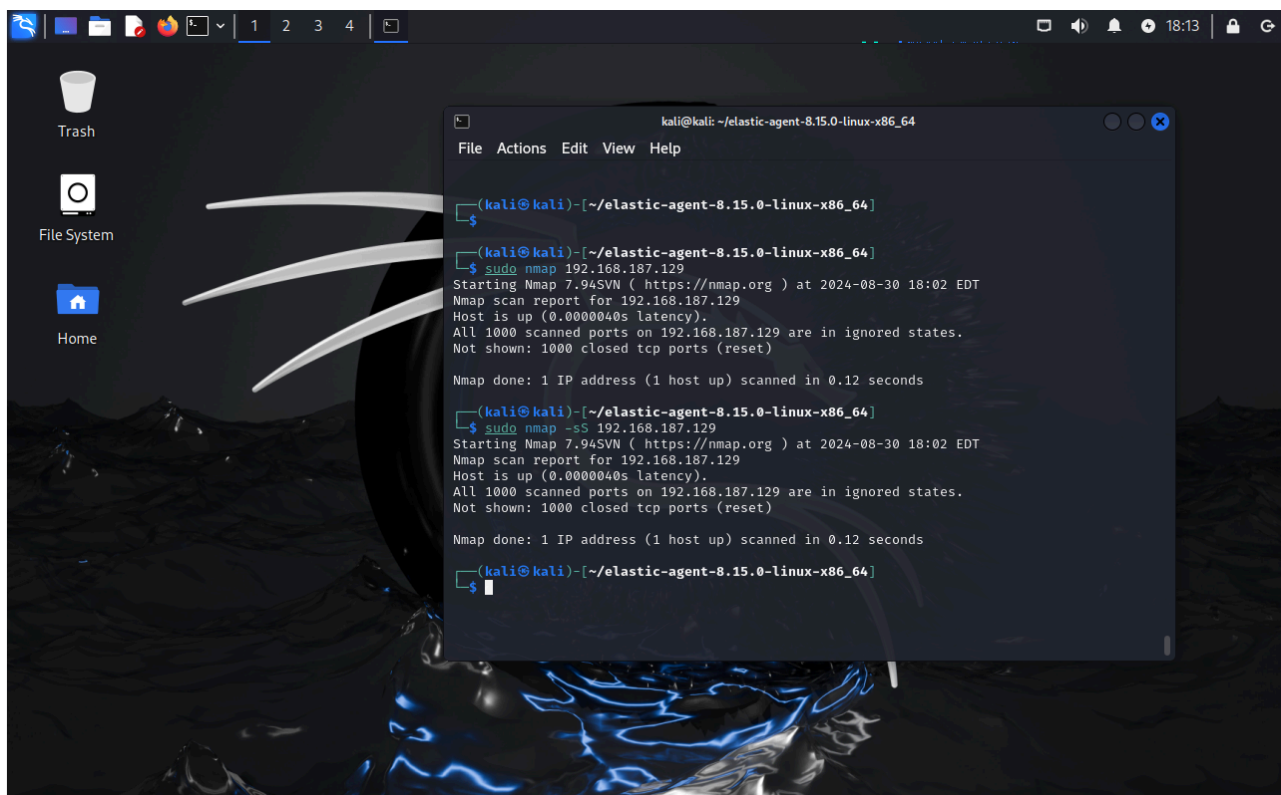 1 2 3 4 18:13
Trash
File System
Home
kali@kali: ~/elastic-agent-8.15.0-linux-x86_64
File Actions Edit View Help
┌──(kali㉿kali)-[~/elastic-agent-8.15.0-linux-x86_64]
└─$
┌──(kali㉿kali)-[~/elastic-agent-8.15.0-linux-x86_64]
└─$ sudo nmap 192.168.187.129
Starting Nmap 7.94SVN ( https://nmap.org ) at 2024-08-30 18:02 EDT
Nmap scan report for 192.168.187.129
Host is up (0.0000040s latency).
All 1000 scanned ports on 192.168.187.129 are in ignored states.
Not shown: 1000 closed tcp ports (reset)
Nmap done: 1 IP address (1 host up) scanned in 0.12 seconds
┌──(kali㉿kali)-[~/elastic-agent-8.15.0-linux-x86_64]
└─$ sudo nmap -sS 192.168.187.129
Starting Nmap 7.94SVN ( https://nmap.org ) at 2024-08-30 18:02 EDT
Nmap scan report for 192.168.187.129
Host is up (0.0000040s latency).
All 1000 scanned ports on 192.168.187.129 are in ignored states.
Not shown: 1000 closed tcp ports (reset)
Nmap done: 1 IP address (1 host up) scanned in 0.12 seconds
┌──(kali㉿kali)-[~/elastic-agent-8.15.0-linux-x86_64]
└─$